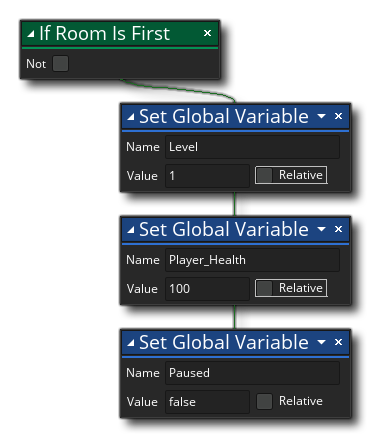 If Room Is First
Not
Set Global Variable
Name Level
Value 1 Relative
Set Global Variable
Name Player_Health
Value 100 Relative
Set Global Variable
Name Paused
Value false Relative